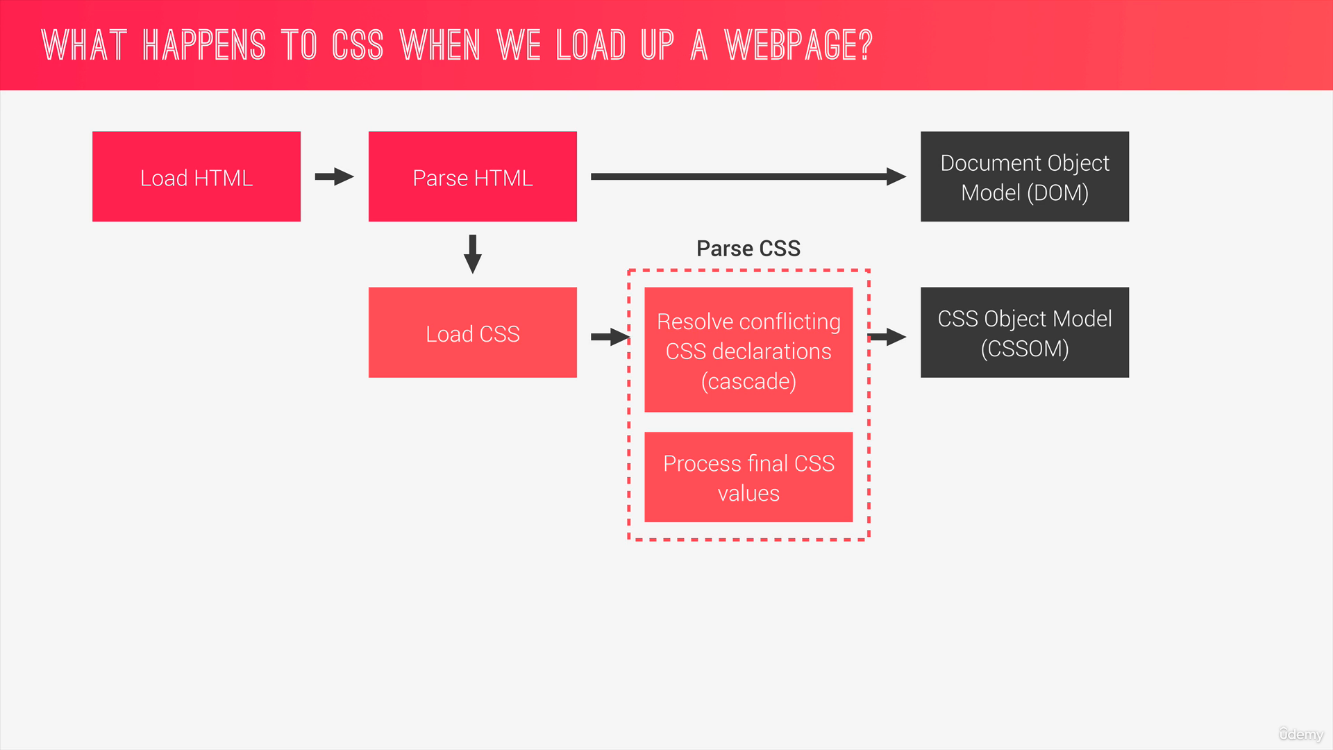 WHAT HAPPENS TO CSS WHEN WE LOAD UP A WEBPAGE?
Load HTML
Parse HTML
Document Object
Model (DOM)
Parse CSS
Load CSS
Resolve conflicting
CSS declarations
(cascade)
CSS Object Model
(CSSOM)
Process final CSS
values
ûdemy